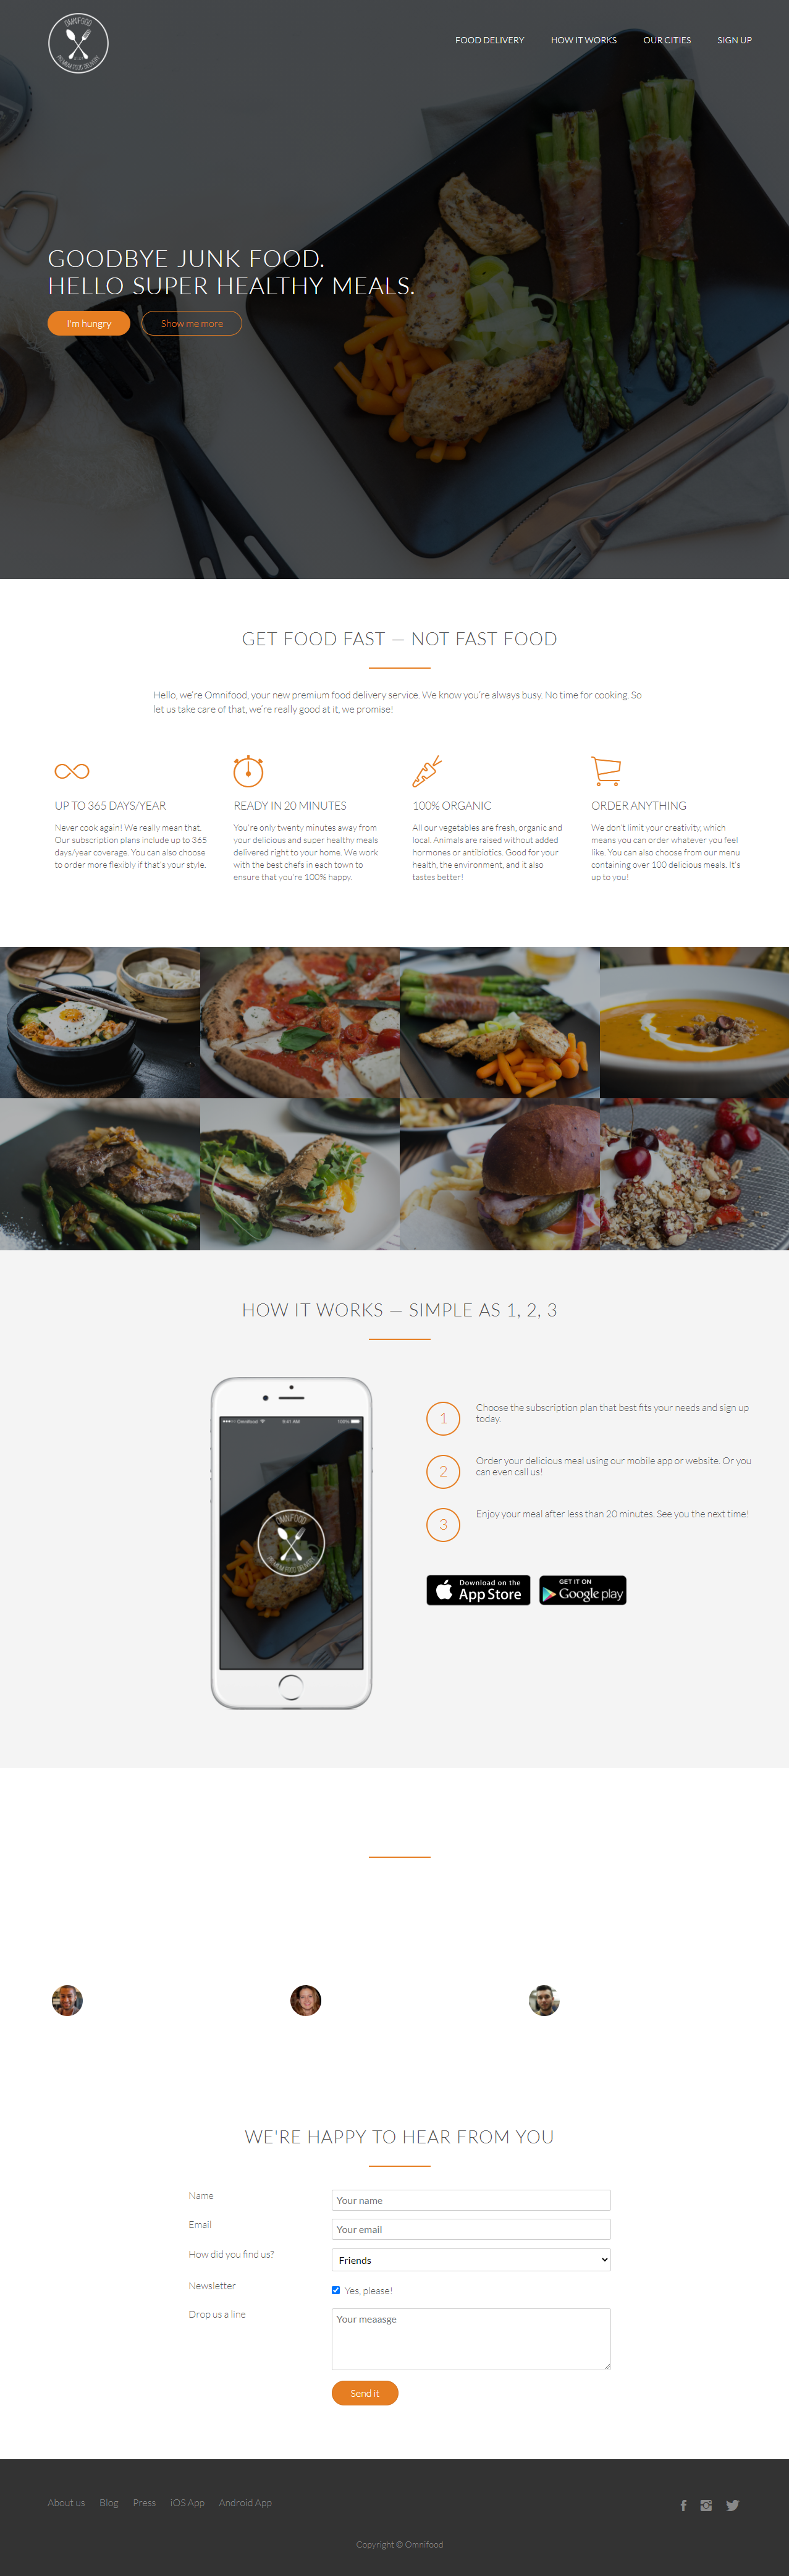 OMNIFOOD
PREMIUM FOOD DELIVERY
FOOD DELIVERY
HOW IT WORKS
OUR CITIES
SIGN UP
GOODBYE JUNK FOOD.
HELLO SUPER HEALTHY MEALS.
I'm hungry
Show me more
GET FOOD FAST — NOT FAST FOOD
Hello, we're Omnifood, your new premium food delivery service. We know you're always busy. No time for cooking. So
let us take care of that, we're really good at it, we promise!
UP TO 365 DAYS/YEAR
Never cook again! We really mean that.
Our subscription plans include up to 365
days/year coverage. You can also choose
to order more flexibly if that's your style.
READY IN 20 MINUTES
You're only twenty minutes away from
your delicious and super healthy meals
delivered right to your home. We work
with the best chefs in each town to
ensure that you're 100% happy.
100% ORGANIC
All our vegetables are fresh, organic and
local. Animals are raised without added
hormones or antibiotics. Good for your
health, the environment, and it also
tastes better!
ORDER ANYTHING
We don't limit your creativity, which
means you can order whatever you feel
like. You can also choose from our menu
containing over 100 delicious meals. It's
up to you!
HOW IT WORKS — SIMPLE AS 1, 2, 3
Omnifood
9:41 AM
100%
OMNIFOOD
PREMIUM FOOD DELIVERY
1
Choose the subscription plan that best fits your needs and sign up
today.
2
Order your delicious meal using our mobile app or website. Or you
can even call us!
3
Enjoy your meal after less than 20 minutes. See you the next time!
Download on the
App Store
GET IT ON
Google play
WE'RE HAPPY TO HEAR FROM YOU
Name
Your name
Email
Your email
How did you find us?
Friends
Newsletter
Yes, please!
Drop us a line
Your meaasge
Send it
About us
Blog
Press
iOS App
Android App
Copyright © Omnifood